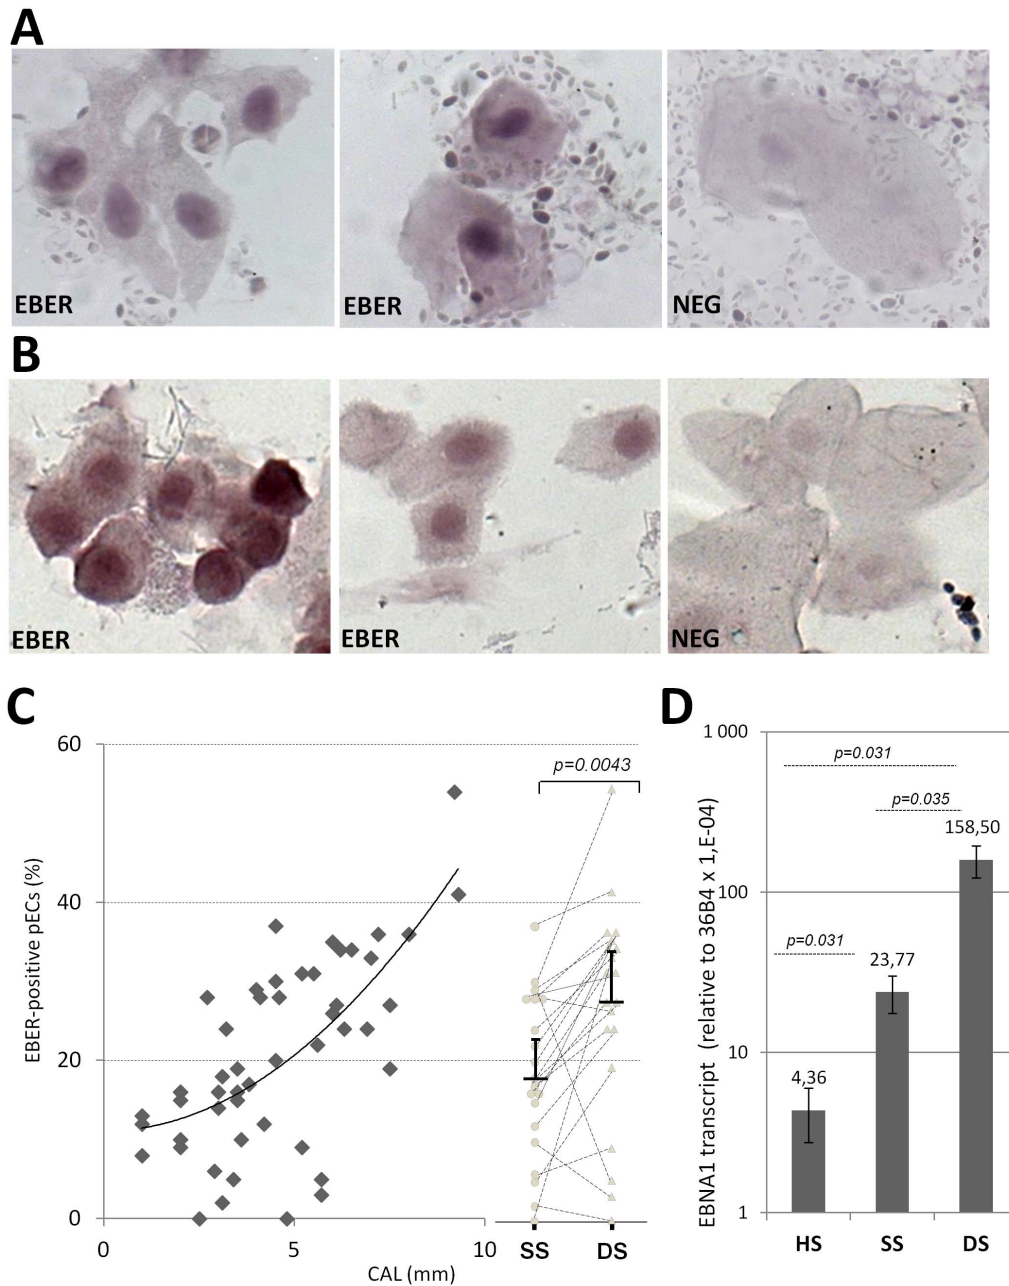 A
EBER
EBER
NEG
B
EBER
EBER
NEG
C
EBER-positive pECs (%)
60
40
20
0
0
5
10
CAL (mm)
p=0.0043
SS
DS
D
EBNA1 transcript (relative to 36B4 x 1,E-04)
1 000
100
10
1
p=0.031
p=0.035
158,50
p=0.031
23,77
4,36
HS
SS
DS